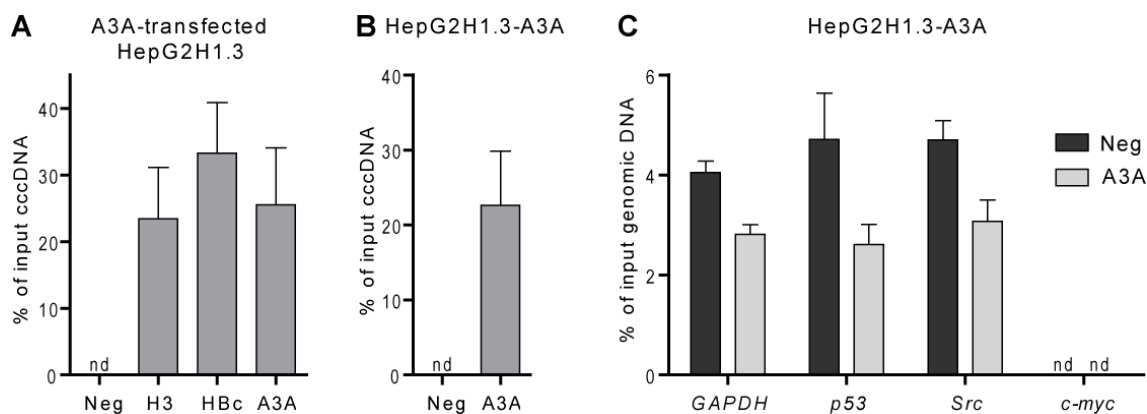 A
A3A-transfected
HepG2H1.3
% of input cccDNA
40
30
20
10
0
nd
Neg H3 HBc A3A
B
HepG2H1.3-A3A
% of input cccDNA
40
30
20
10
0
nd
Neg A3A
C
HepG2H1.3-A3A
% of input genomic DNA
6
4
2
0
Neg
A3A
nd nd
GAPDH p53 Src c-myc